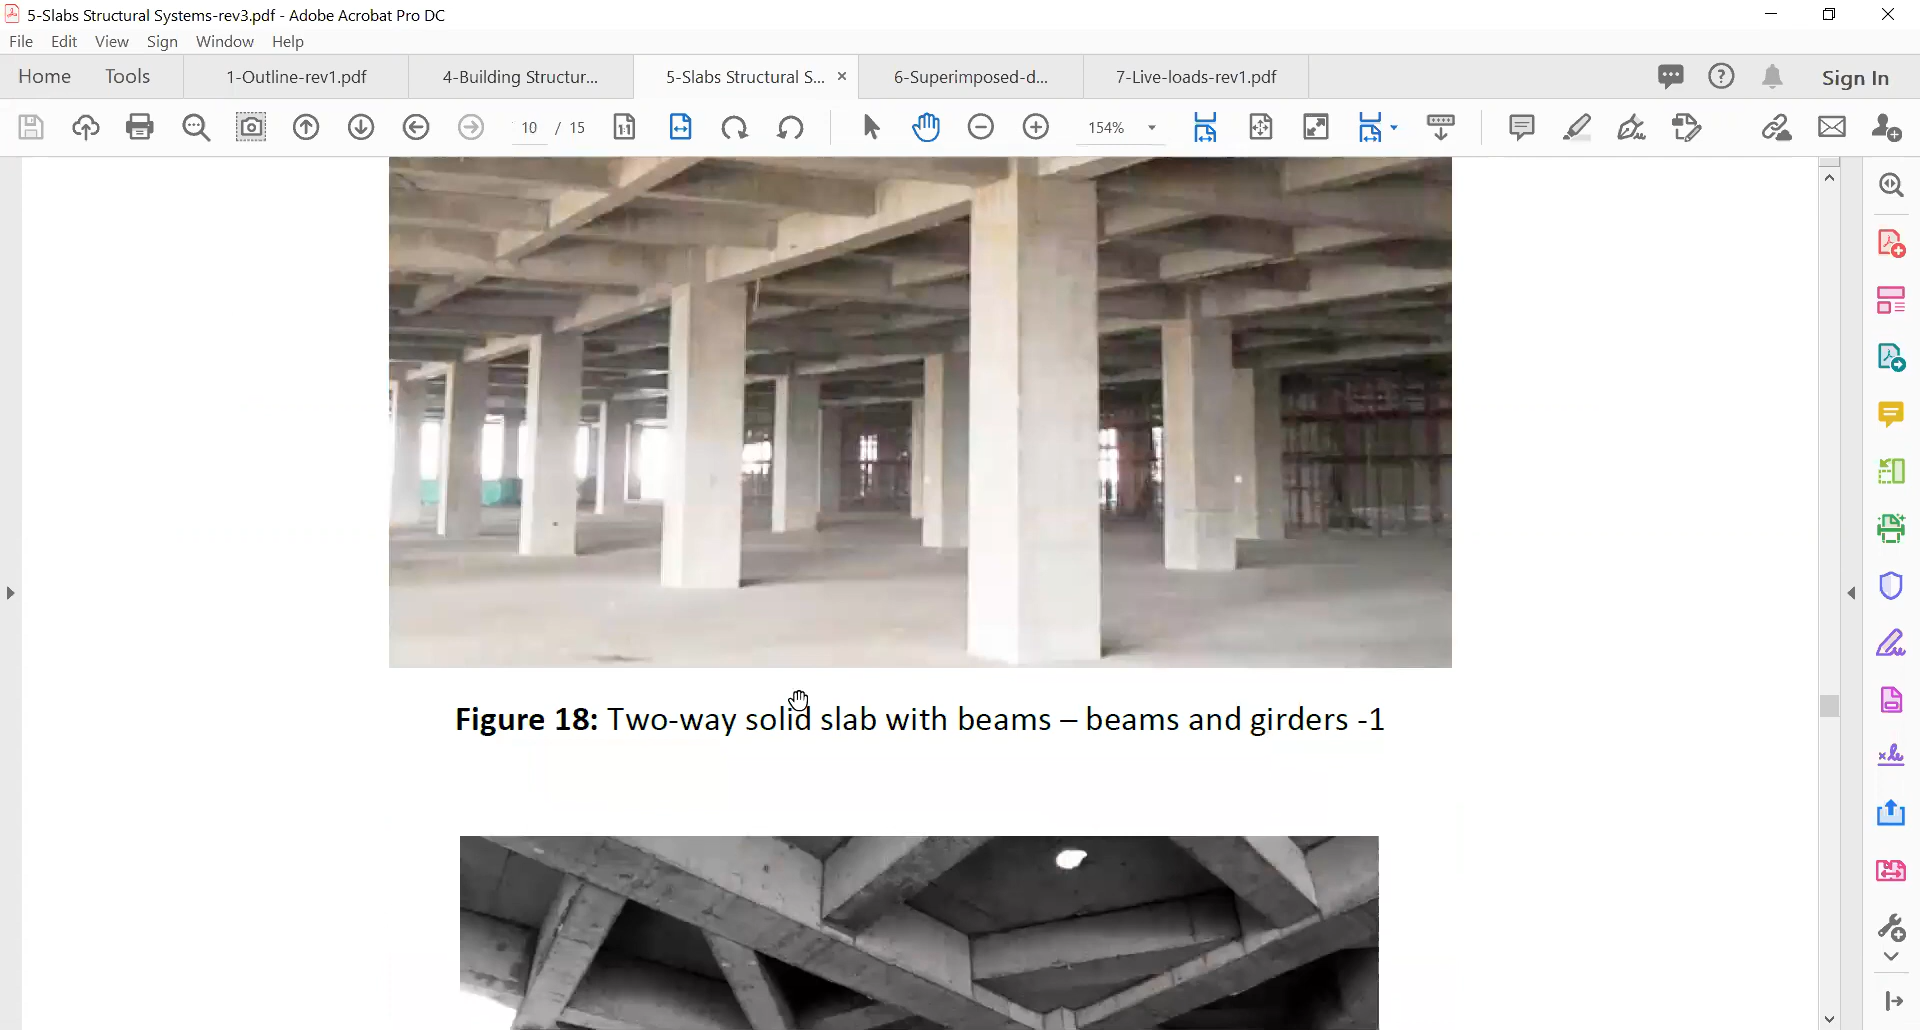 5-Slabs Structural Systems-rev3.pdf - Adobe Acrobat Pro DC
File Edit View Sign Window Help
Home Tools 1-Outline-rev1.pdf 4-Building Structur... 5-Slabs Structural S... × 6-Superimposed-d... 7-Live-loads-rev1.pdf Sign In
10 / 15 1:1 154%
Figure 18: Two-way solid slab with beams – beams and girders -1